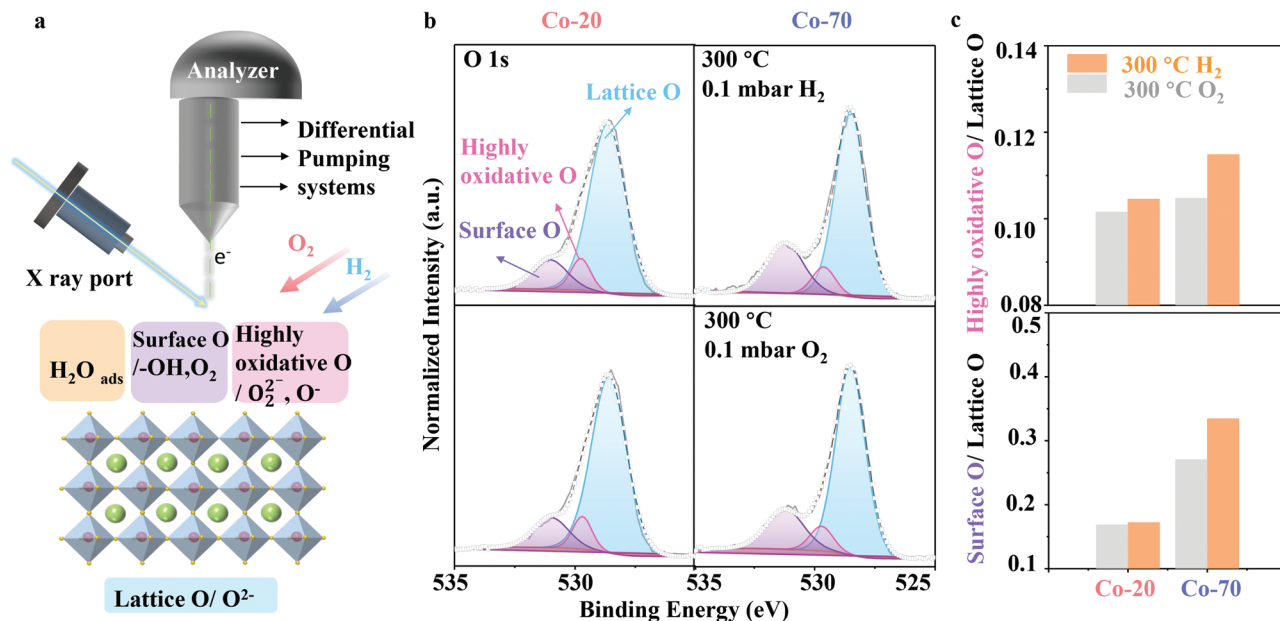 a
Analyzer
Differential
Pumping
systems
X ray port
e⁻
O₂
H₂
H₂O ads
Surface O
/-OH,O₂
Highly
oxidative O
/ O₂²⁻, O⁻
Lattice O/ O²⁻
b
Co-20
Co-70
O 1s
Lattice O
Highly
oxidative O
Surface O
300 °C
0.1 mbar H₂
300 °C
0.1 mbar O₂
Normalized Intensity (a.u.)
535
530
535
530
525
Binding Energy (eV)
c
Highly oxidative O/ Lattice O
0.14
0.12
0.10
0.08
300 °C H₂
300 °C O₂
Surface O/ Lattice O
0.5
0.4
0.3
0.2
0.1
Co-20
Co-70